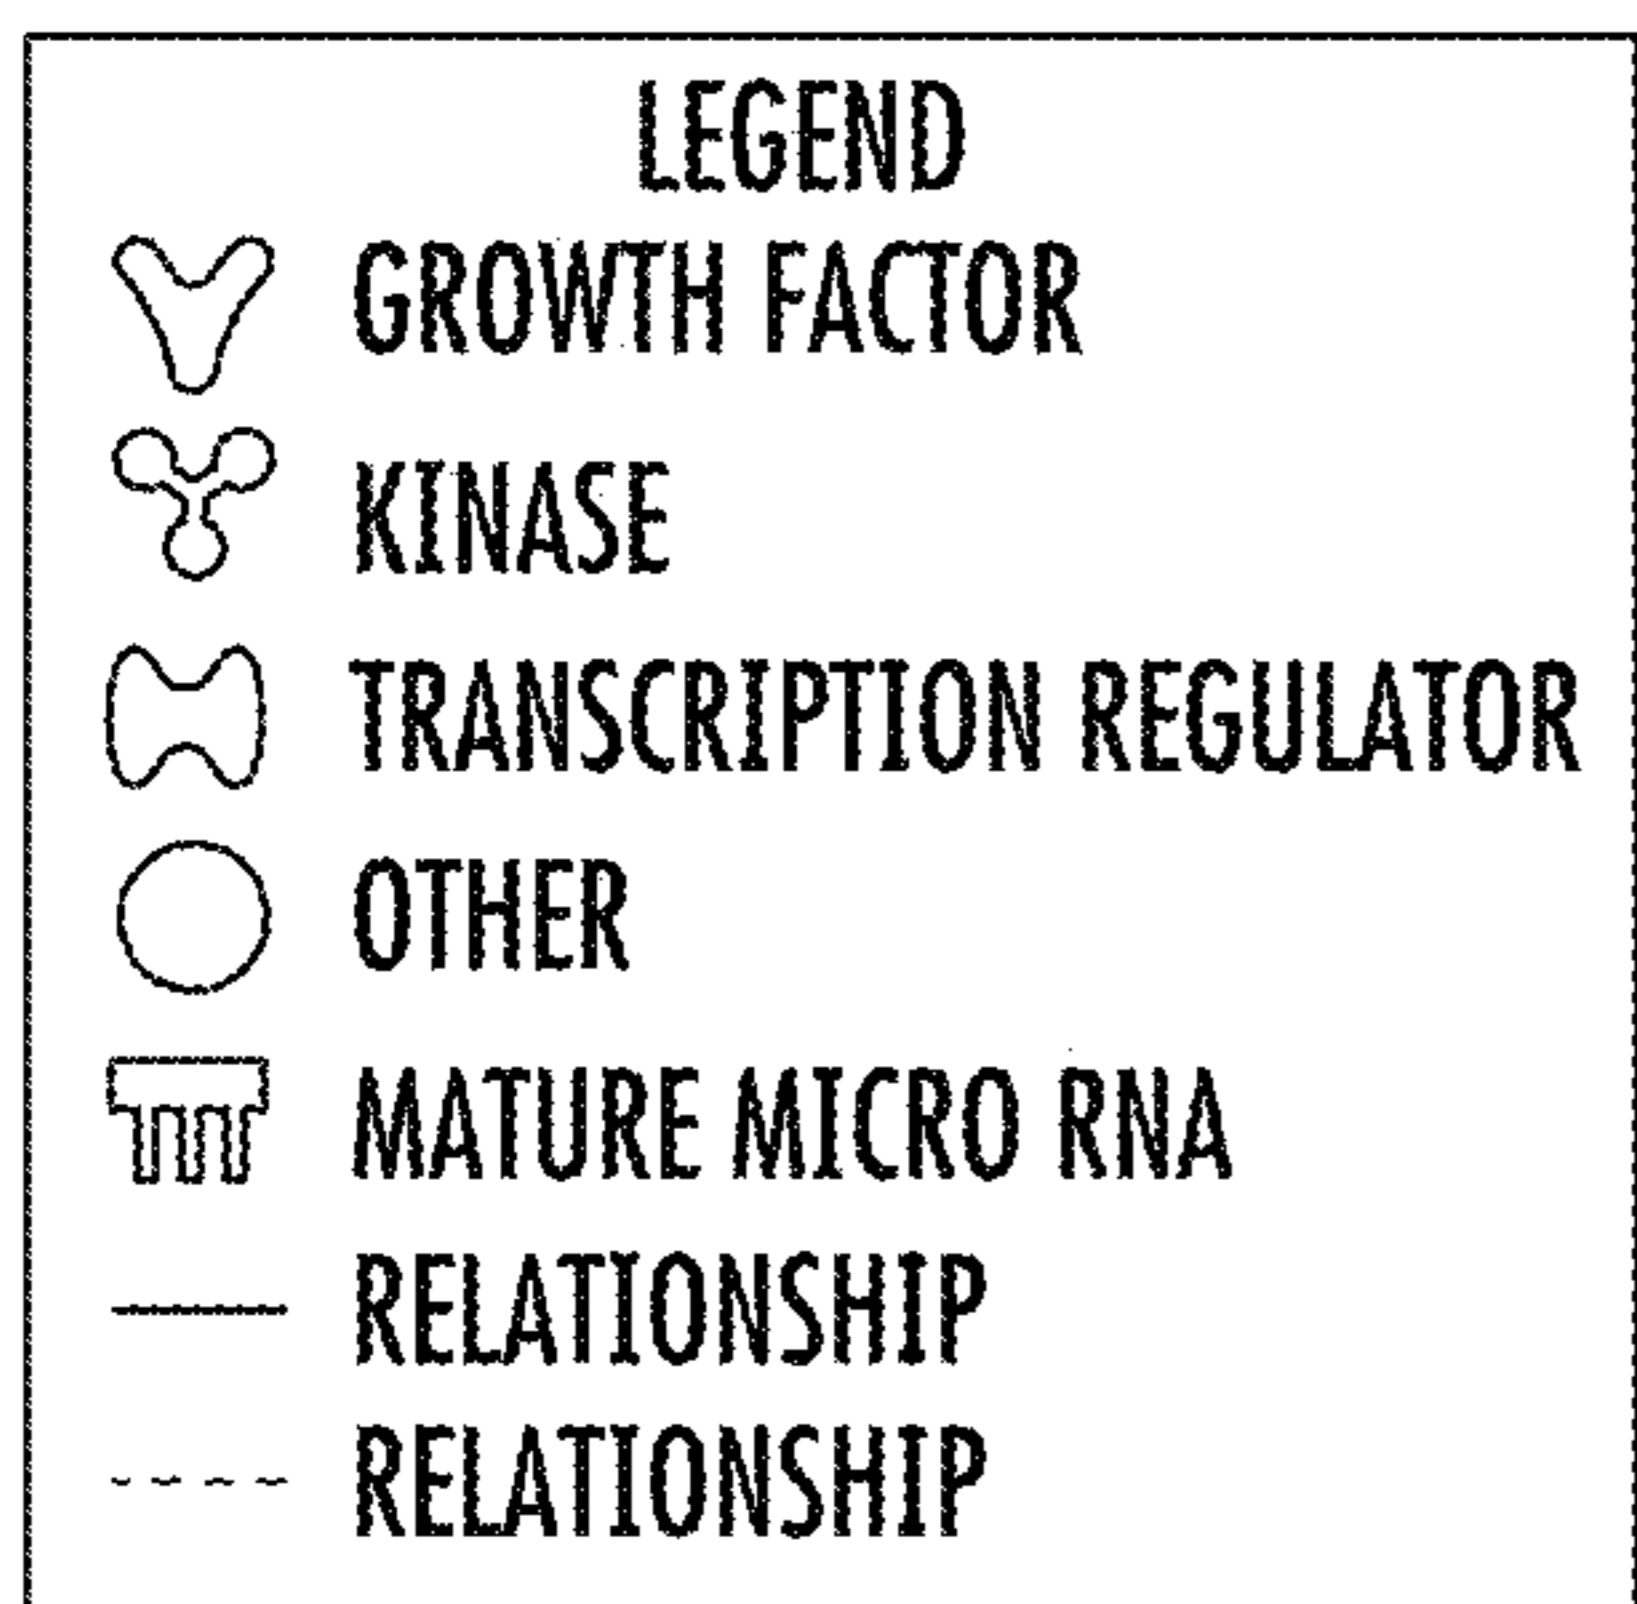 LEGEND
GROWTH FACTOR
KINASE
TRANSCRIPTION REGULATOR
OTHER
MATURE MICRO RNA
RELATIONSHIP
RELATIONSHIP